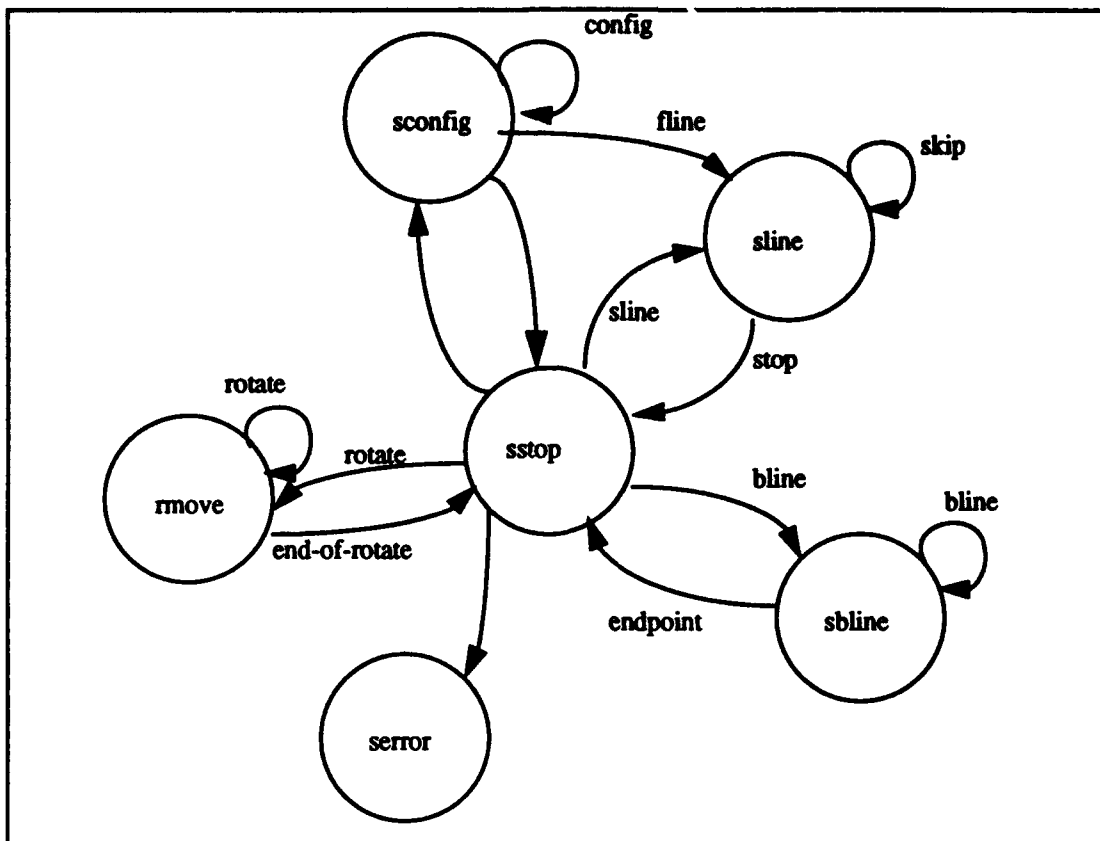 config
sconfig
fline
skip
sline
sline
stop
rotate
rotate
sstop
bline
bline
rmove
end-of-rotate
endpoint
sbline
serror